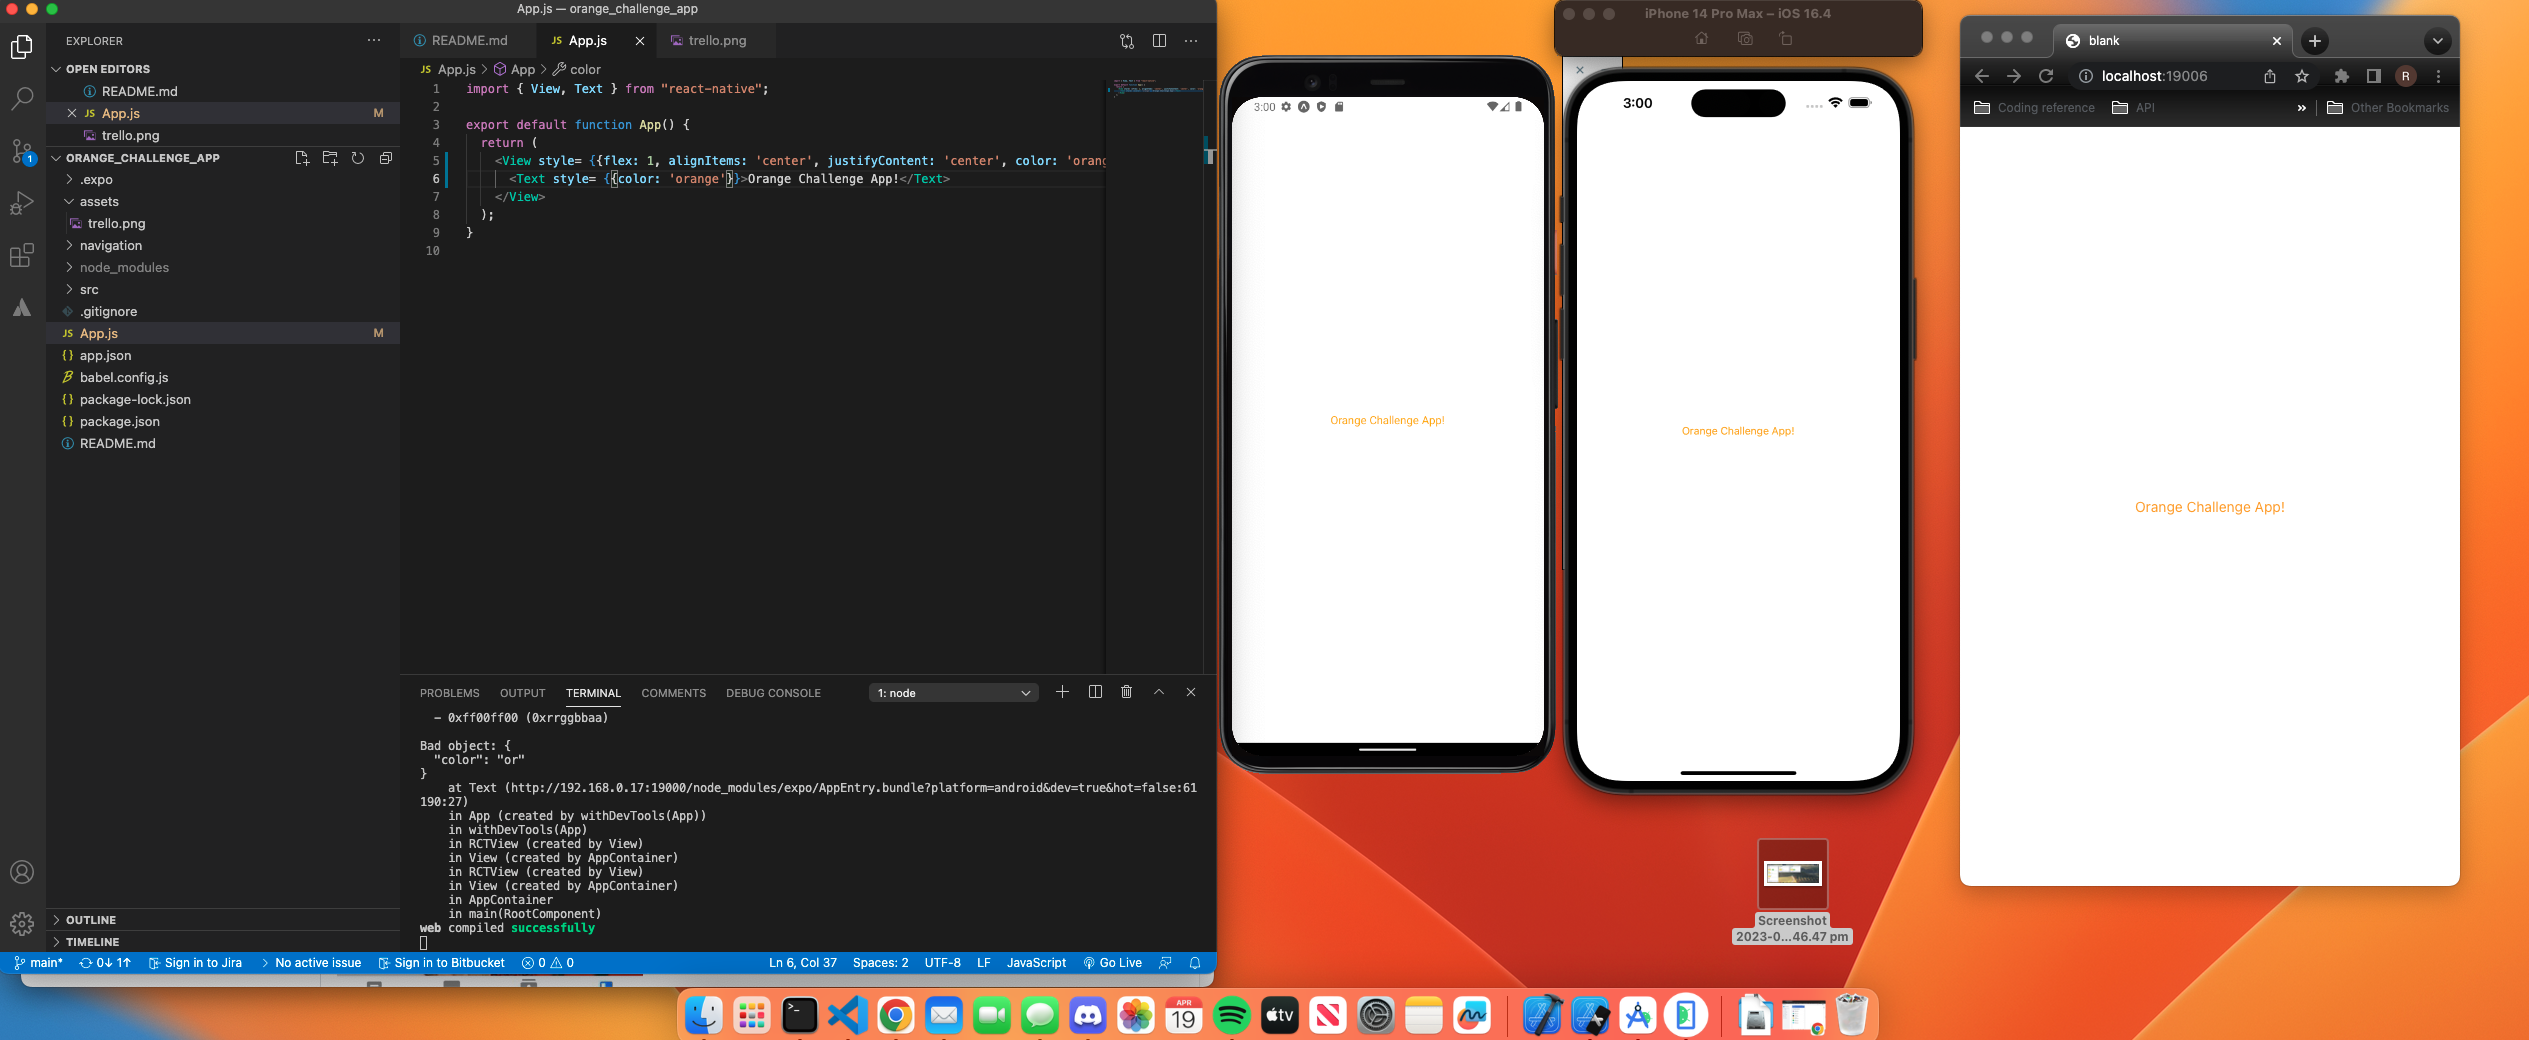 App.js — orange_challenge_app
EXPLORER
OPEN EDITORS
README.md
App.js M
trello.png
ORANGE_CHALLENGE_APP
.expo
assets
trello.png
navigation
node_modules
src
.gitignore
App.js M
app.json
babel.config.js
package-lock.json
package.json
README.md
OUTLINE
TIMELINE
1
README.md
App.js
trello.png
App.js > App > color
1 import { View, Text } from "react-native";
2
3 export default function App() {
4 return (
5 <View style= {{flex: 1, alignItems: 'center', justifyContent: 'center', color: 'orang
6 <Text style= {{color: 'orange'}}>Orange Challenge App!</Text>
7 </View>
8 );
9 }
10
PROBLEMS OUTPUT TERMINAL COMMENTS DEBUG CONSOLE 1: node
- 0xff00ff00 (0xrrggbbaa)
Bad object: {
"color": "or"
}
at Text (http://192.168.0.17:19000/node_modules/expo/AppEntry.bundle?platform=android&dev=true&hot=false:61
190:27)
in App (created by withDevTools(App))
in withDevTools(App)
in RCTView (created by View)
in View (created by AppContainer)
in RCTView (created by View)
in View (created by AppContainer)
in AppContainer
in main(RootComponent)
web compiled successfully
main* 0↓ 1↑ Sign in to Jira No active issue Sign in to Bitbucket 0 0 Ln 6, Col 37 Spaces: 2 UTF-8 LF JavaScript Go Live
3:00
Orange Challenge App!
iPhone 14 Pro Max – iOS 16.4
3:00
Orange Challenge App!
blank
localhost:19006
R
Coding reference API » Other Bookmarks
Orange Challenge App!
Screenshot
2023-0...46.47 pm
APR
19
tv